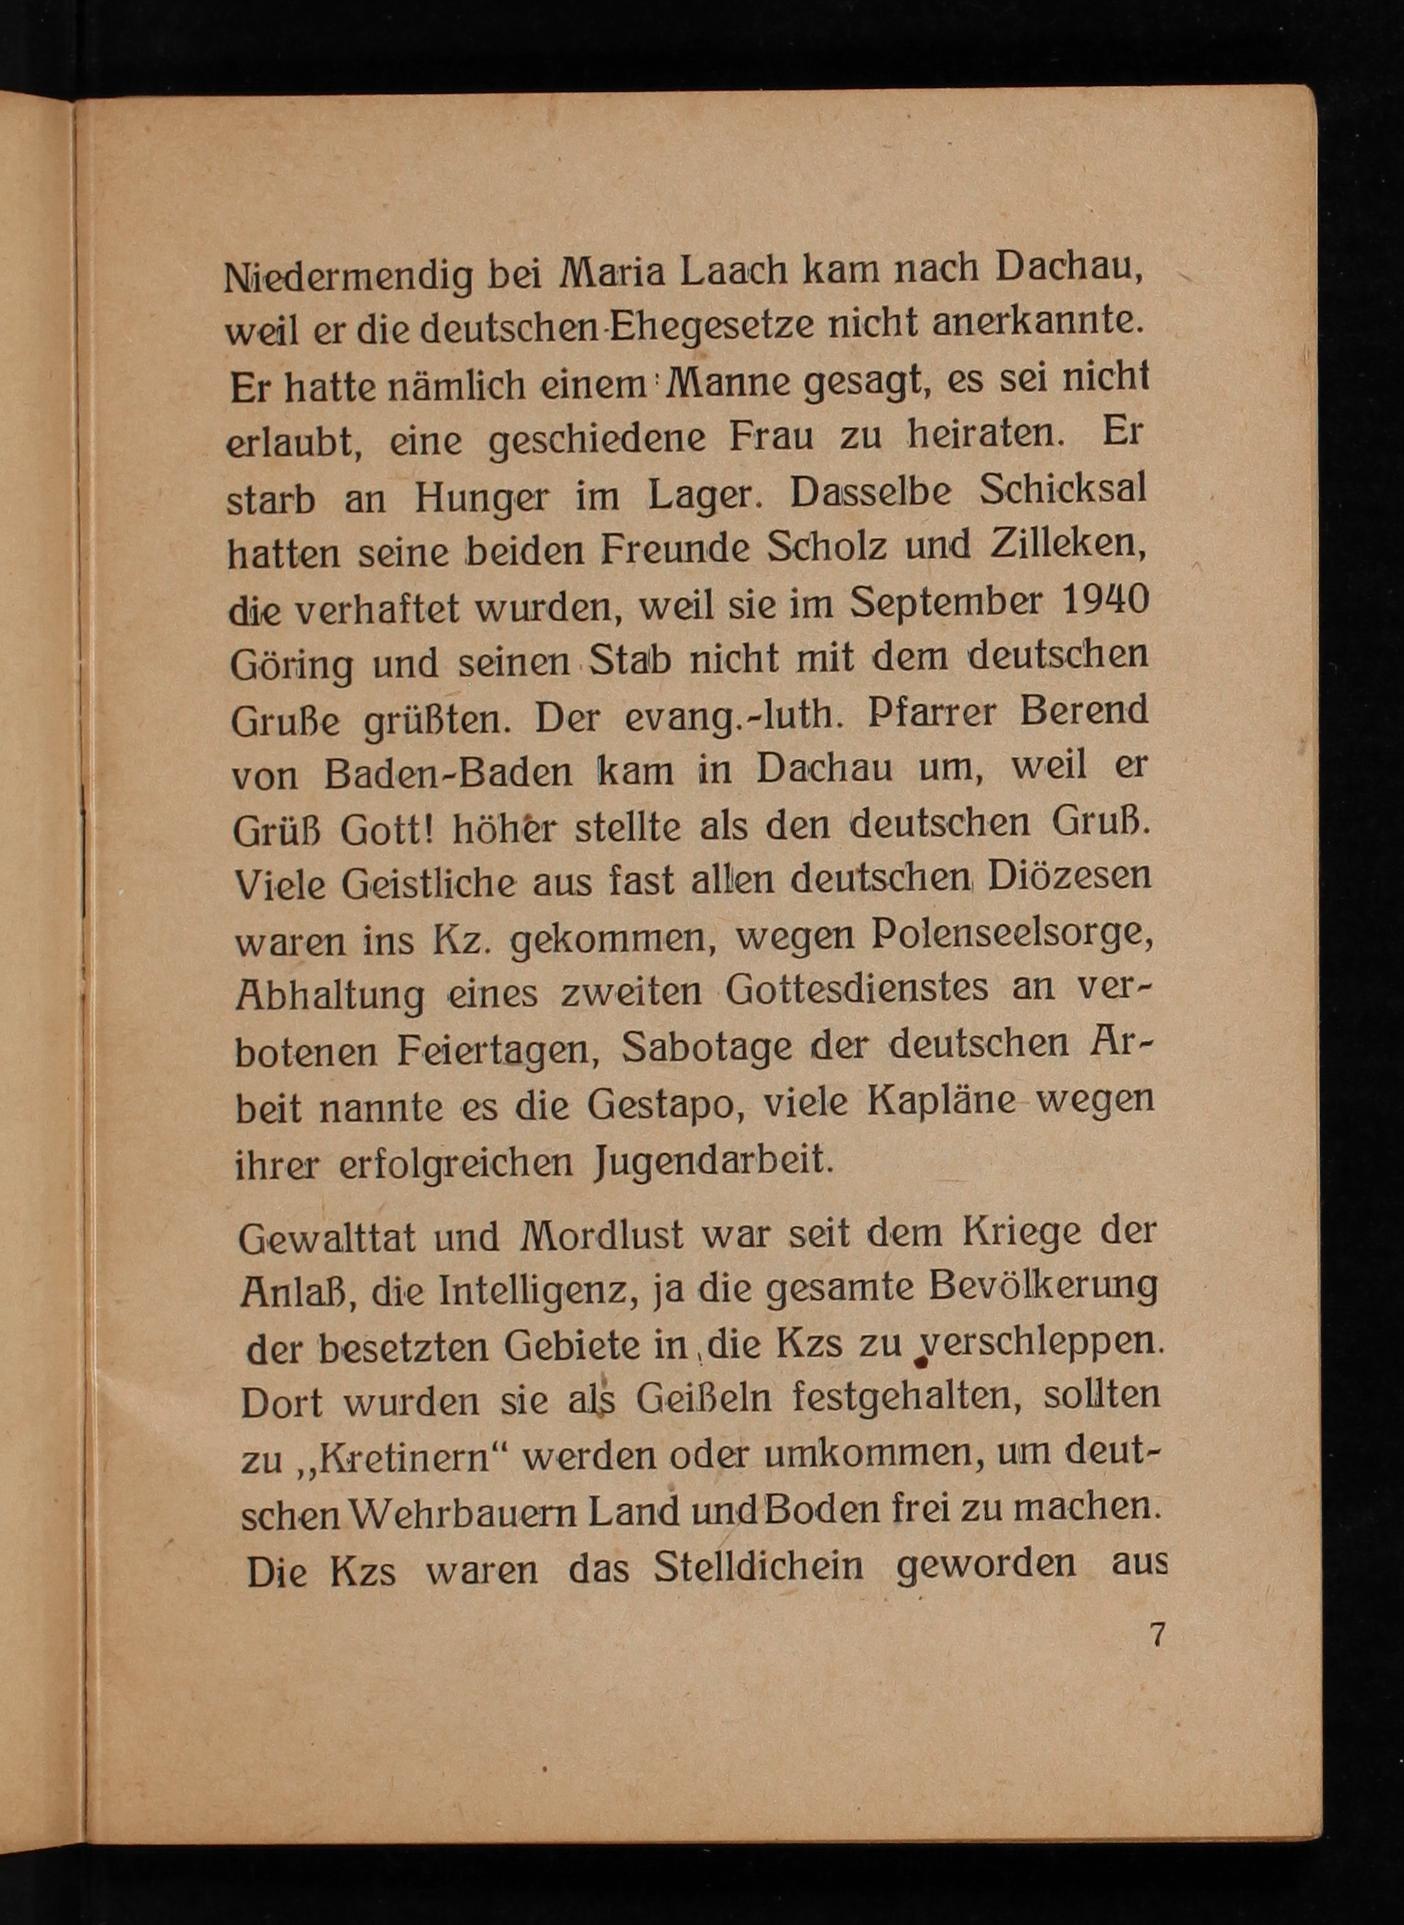 Niedermendig bei Maria Laach kam nach Dachau,
weil er die deutschen Ehegesetze nicht anerkannte.
Er hatte nämlich einem Manne gesagt, es sei nicht
erlaubt, eine geschiedene Frau zu heiraten. Er
starb an Hunger im Lager. Dasselbe Schicksal
hatten seine beiden Freunde Scholz und Zilleken,
die verhaftet wurden, weil sie im September 1940
Göring und seinen Stab nicht mit dem deutschen
Gruße grüßten. Der evang.-luth. Pfarrer Berend
von Baden-Baden kam in Dachau um, weil er
Grüß Gott! höher stellte als den deutschen Gruß.
Viele Geistliche aus fast allen deutschen Diözesen
waren ins Kz. gekommen, wegen Polenseelsorge,
Abhaltung eines zweiten Gottesdienstes an ver-
botenen Feiertagen, Sabotage der deutschen Ar-
beit nannte es die Gestapo, viele Kapläne wegen
ihrer erfolgreichen Jugendarbeit.
Gewalttat und Mordlust war seit dem Kriege der
Anlaß, die Intelligenz, ja die gesamte Bevölkerung
der besetzten Gebiete in die Kzs zu verschleppen.
Dort wurden sie als Geißeln festgehalten, sollten
zu „Kretinern“ werden oder umkommen, um deut-
schen Wehrbauern Land und Boden frei zu machen.
Die Kzs waren das Stelldichein geworden aus
7